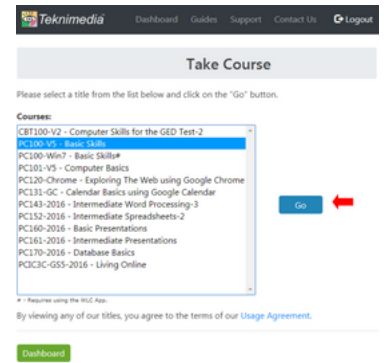 Teknimedia Dashboard Guides Support Contact Us Logout
Take Course
Please select a title from the list below and click on the "Go" button.
Courses:
CBT100-V2 - Computer Skills for the GED Test-2
PC100-V5 - Basic Skills
PC100-Win7 - Basic Skills#
PC101-V5 - Computer Basics
PC120-Chrome - Exploring The Web using Google Chrome
PC131-GC - Calendar Basics using Google Calendar
PC143-2016 - Intermediate Word Processing-3
PC152-2016 - Intermediate Spreadsheets-2
PC160-2016 - Basic Presentations
PC161-2016 - Intermediate Presentations
PC170-2016 - Database Basics
PCIC3C-GS5-2016 - Living Online
Go
# - Requires using the WLC App.
By viewing any of our titles, you agree to the terms of our Usage Agreement.
Dashboard